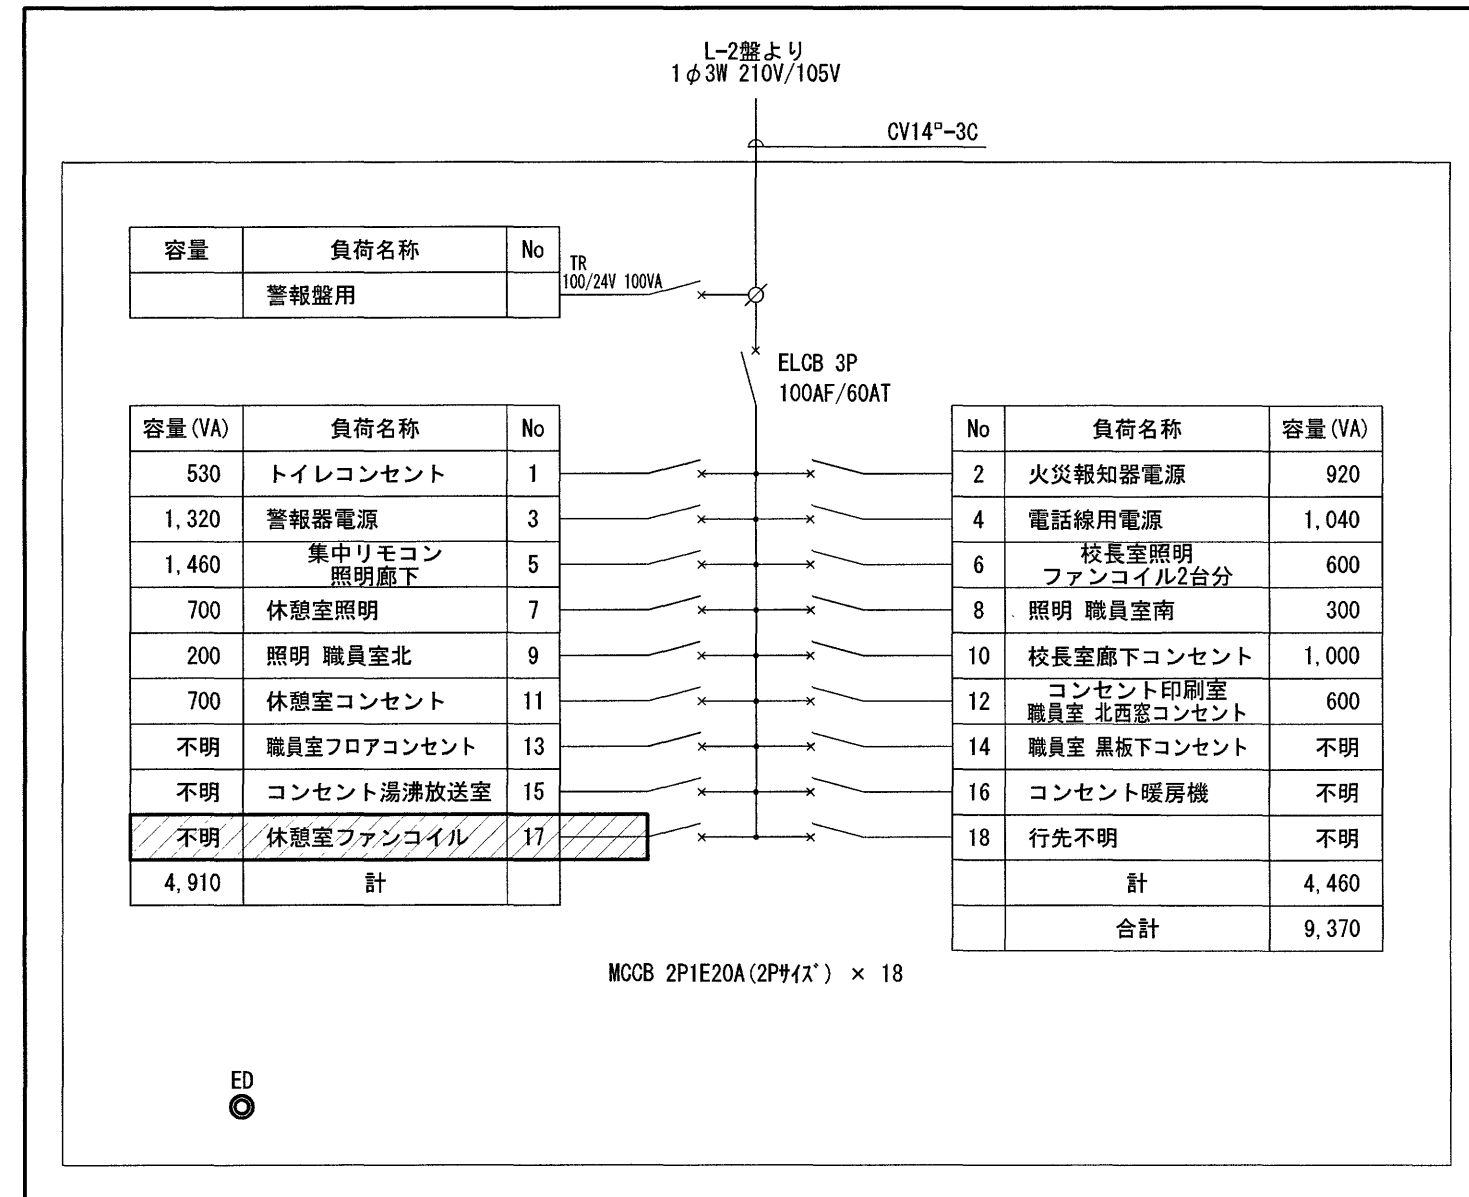 L-2盤より
1φ3W 210V/105V
CV14□-3C
容量 負荷名称 No
警報盤用
TR
100/24V 100VA
ELCB 3P
100AF/60AT
容量(VA) 負荷名称 No
530 トイレコンセント 1
1,320 警報器電源 3
1,460 集中リモコン 5
照明廊下
700 休憩室照明 7
200 照明 職員室北 9
700 休憩室コンセント 11
不明 職員室フロアコンセント 13
不明 コンセント湯沸放送室 15
不明 休憩室ファンコイル 17
4,910 計
No 負荷名称 容量(VA)
2 火災報知器電源 920
4 電話線用電源 1,040
6 校長室照明 600
ファンコイル2台分
8 照明 職員室南 300
10 校長室廊下コンセント 1,000
12 コンセント印刷室 600
職員室 北西窓コンセント
14 職員室 黒板下コンセント 不明
16 コンセント暖房機 不明
18 行先不明 不明
計 4,460
合計 9,370
MCCB 2P1E20A(2Pｻｲｽﾞ) × 18
ED